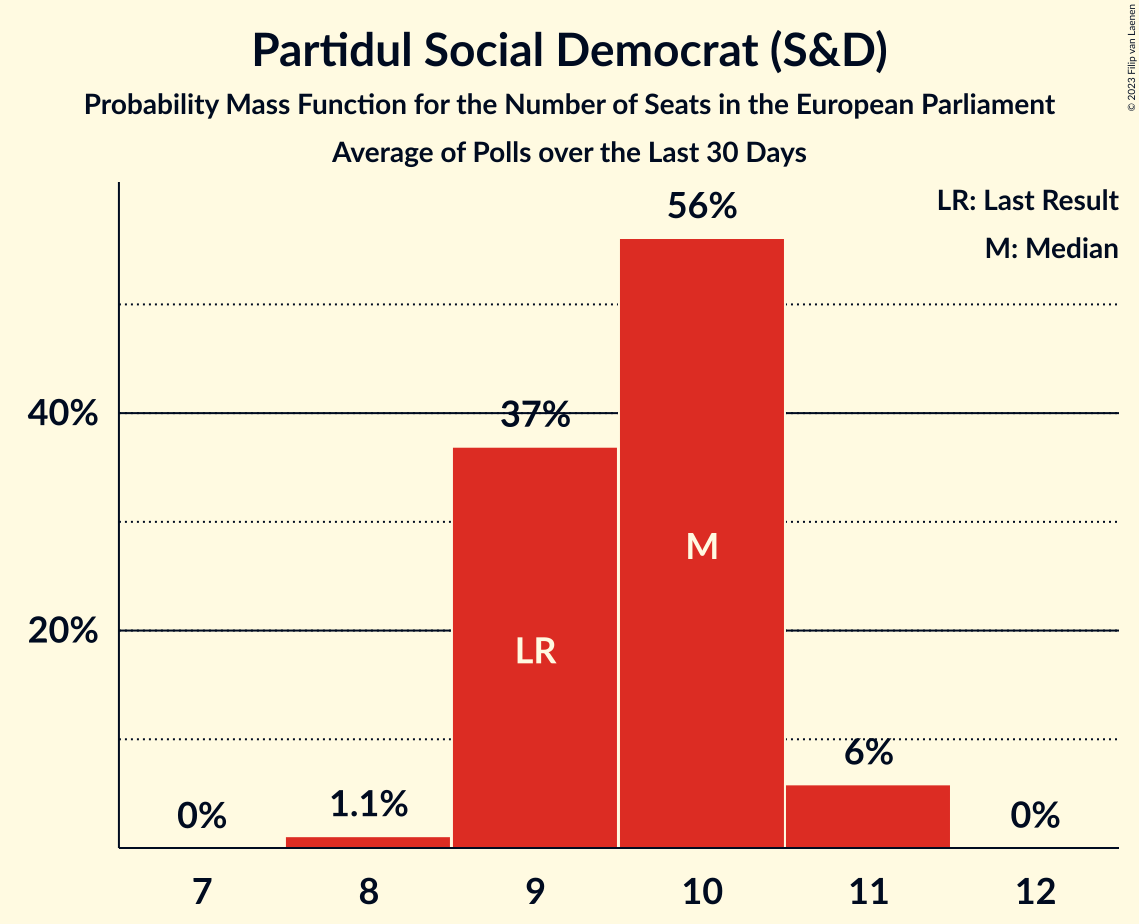 Partidul Social Democrat (S&D)
Probability Mass Function for the Number of Seats in the European Parliament
Average of Polls over the Last 30 Days
© 2023 Filip van Laenen
LR: Last Result
M: Median
56%
40%
37%
M
20%
LR
6%
1.1%
0%
0%
7 8 9 10 11 12